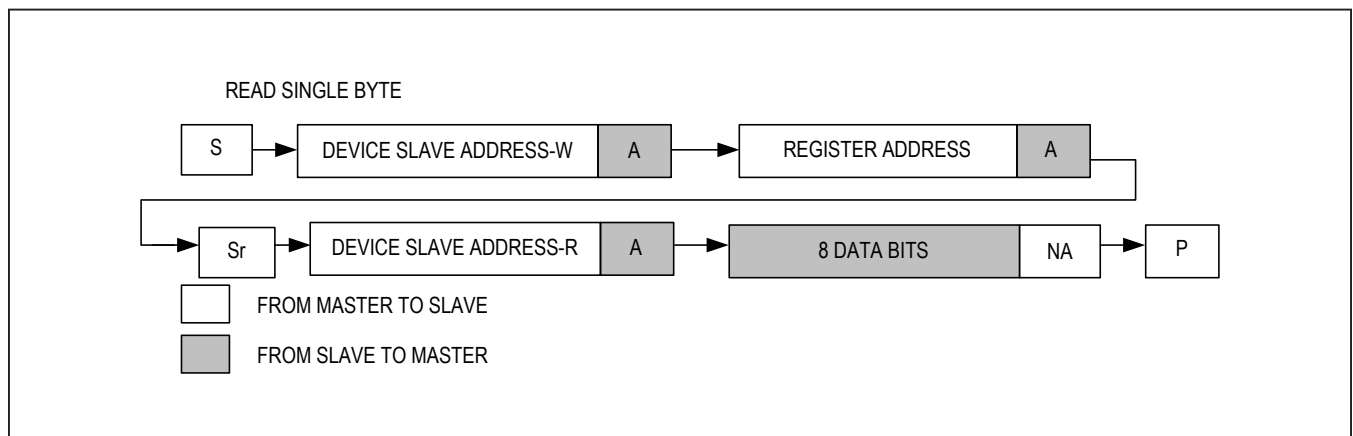 READ SINGLE BYTE
S DEVICE SLAVE ADDRESS-W A REGISTER ADDRESS A
Sr DEVICE SLAVE ADDRESS-R A 8 DATA BITS NA P
FROM MASTER TO SLAVE
FROM SLAVE TO MASTER